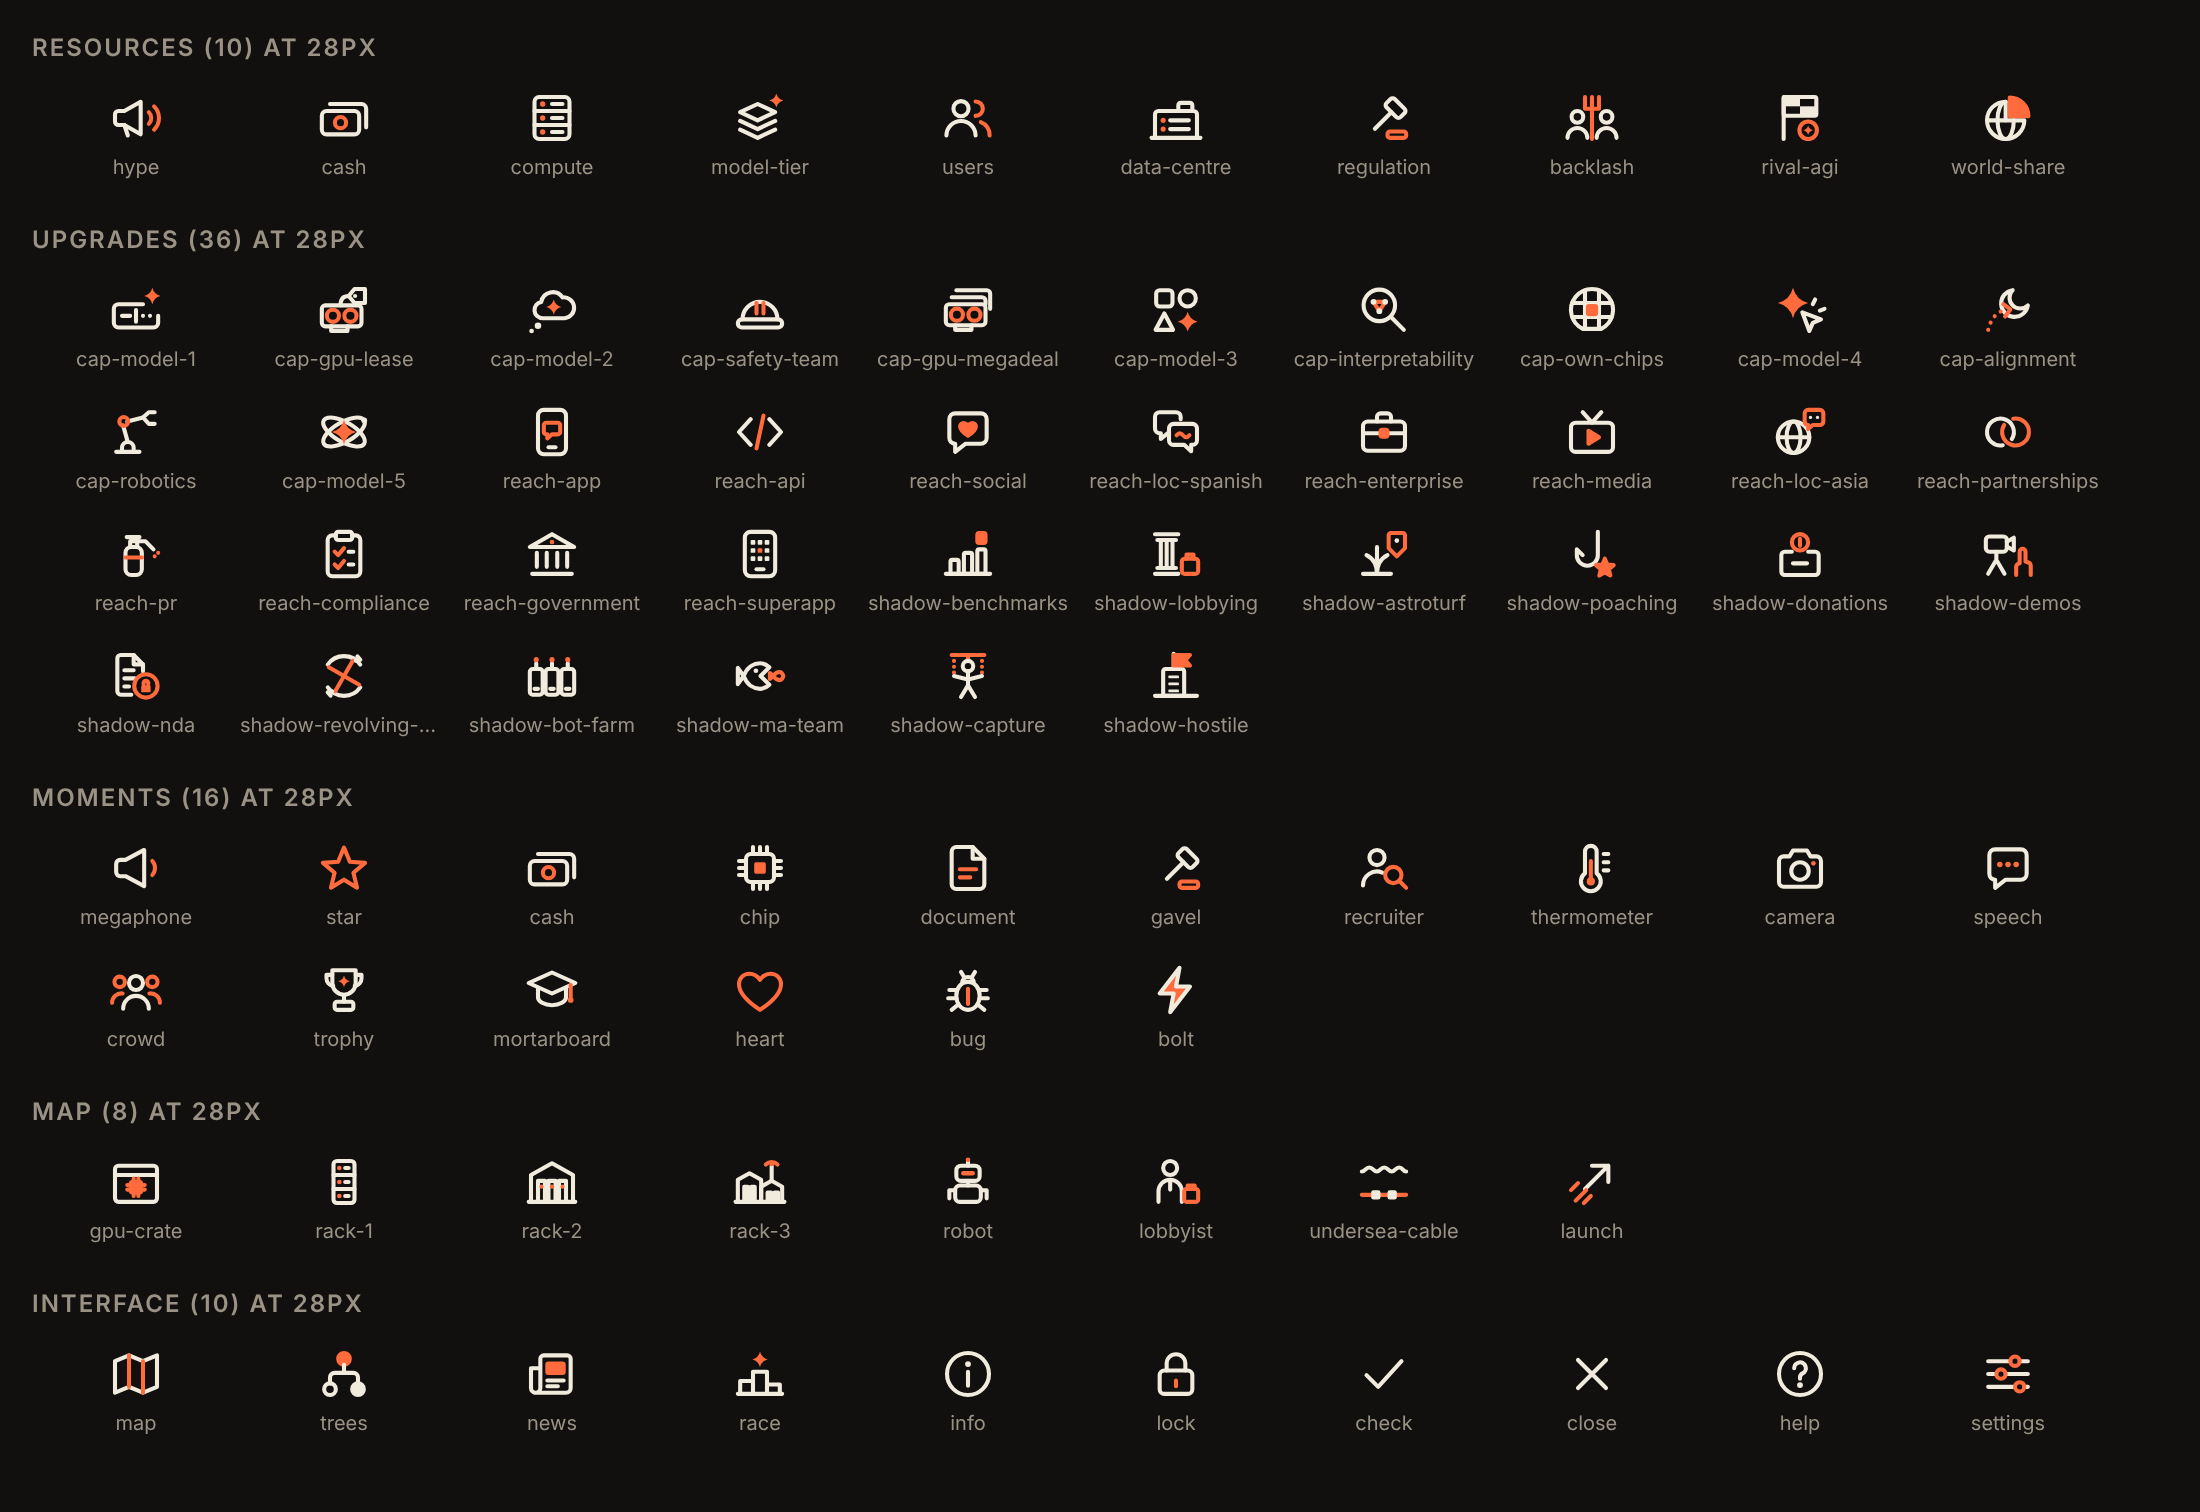 RESOURCES (10) AT 28PX
hype cash compute model-tier users data-centre regulation backlash rival-agi world-share
UPGRADES (36) AT 28PX
cap-model-1 cap-gpu-lease cap-model-2 cap-safety-team cap-gpu-megadeal cap-model-3 cap-interpretability cap-own-chips cap-model-4 cap-alignment
cap-robotics cap-model-5 reach-app reach-api reach-social reach-loc-spanish reach-enterprise reach-media reach-loc-asia reach-partnerships
reach-pr reach-compliance reach-government reach-superapp shadow-benchmarks shadow-lobbying shadow-astroturf shadow-poaching shadow-donations shadow-demos
shadow-nda shadow-revolving-... shadow-bot-farm shadow-ma-team shadow-capture shadow-hostile
MOMENTS (16) AT 28PX
megaphone star cash chip document gavel recruiter thermometer camera speech
crowd trophy mortarboard heart bug bolt
MAP (8) AT 28PX
gpu-crate rack-1 rack-2 rack-3 robot lobbyist undersea-cable launch
INTERFACE (10) AT 28PX
map trees news race info lock check close help settings